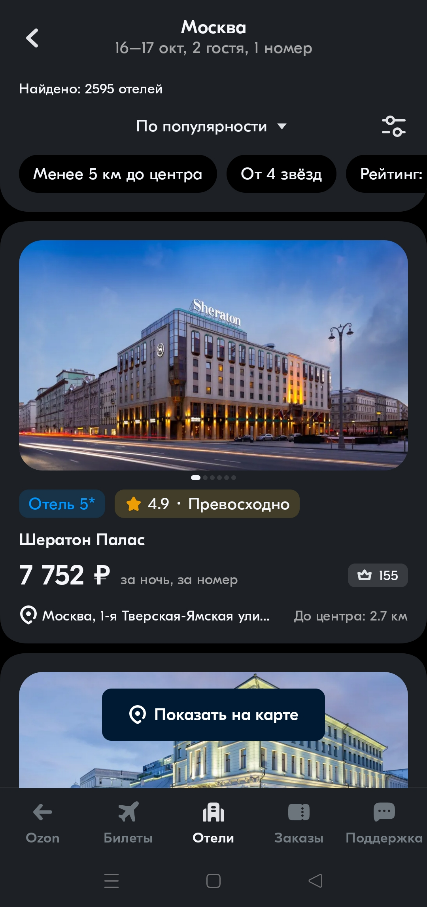 Москва
16–17 окт, 2 гостя, 1 номер
Найдено: 2595 отелей
По популярности
Менее 5 км до центра
От 4 звёзд
Рейтинг:
Sheraton
Отель 5*
4.9 · Превосходно
Шератон Палас
7 752 ₽ за ночь, за номер
155
Москва, 1-я Тверская-Ямская ули...
До центра: 2.7 км
Показать на карте
Ozon
Билеты
Отели
Заказы
Поддержка